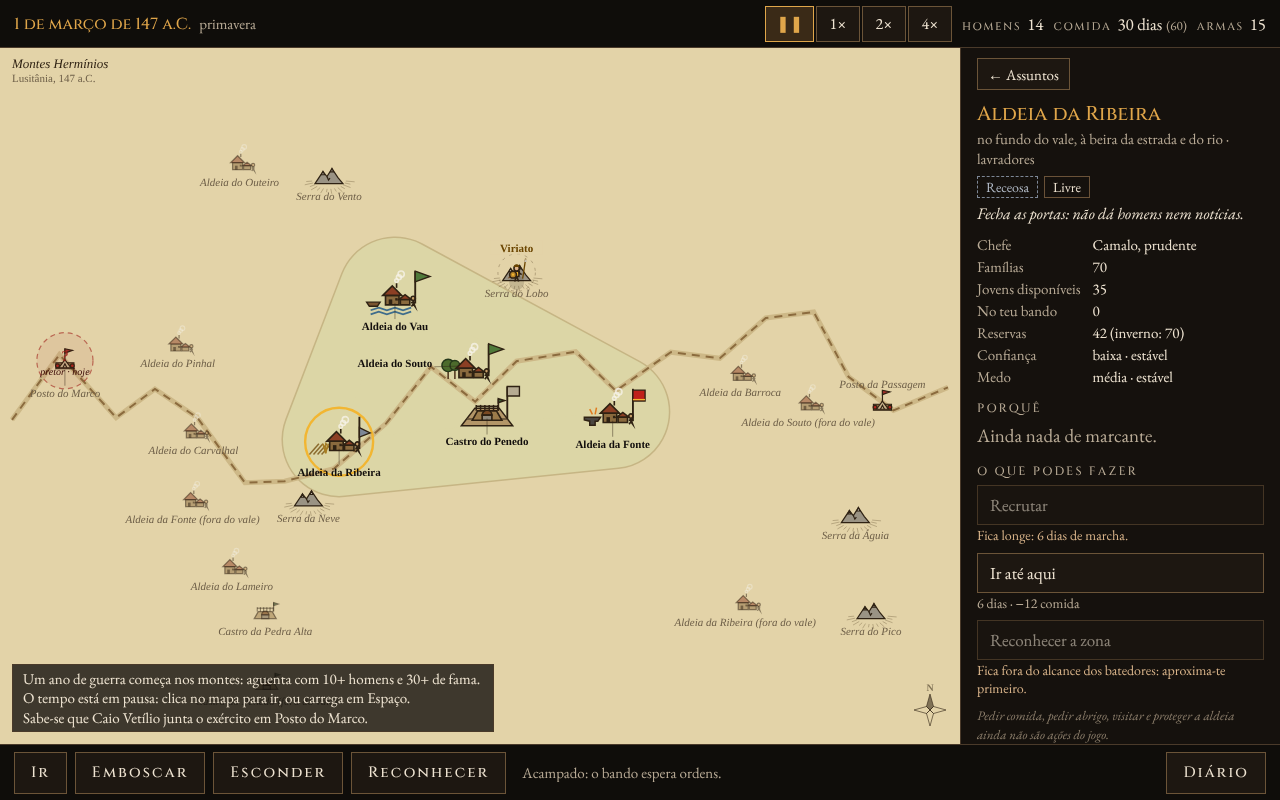 1 DE MARÇO DE 147 A.C. primavera
❚❚ 1× 2× 4×
HOMENS 14 COMIDA 30 dias (60) ARMAS 15
Montes Hermínios
Lusitânia, 147 a.C.
Aldeia do Outeiro
Serra do Vento
Viriato
Serra do Lobo
Aldeia do Vau
Aldeia do Souto
Aldeia do Pinhal
pretor · hoje
Posto do Marco
Aldeia da Barroca
Posto da Passagem
Aldeia do Souto (fora do vale)
Castro do Penedo
Aldeia da Fonte
Aldeia do Carvalhal
Aldeia da Ribeira
Aldeia da Fonte (fora do vale)
Serra da Neve
Serra da Águia
Aldeia do Lameiro
Castro da Pedra Alta
Aldeia da Ribeira (fora do vale)
Serra do Pico
Um ano de guerra começa nos montes: aguenta com 10+ homens e 30+ de fama.
O tempo está em pausa: clica no mapa para ir, ou carrega em Espaço.
Sabe-se que Caio Vetílio junta o exército em Posto do Marco.
N
← Assuntos
ALDEIA DA RIBEIRA
no fundo do vale, à beira da estrada e do rio ·
lavradores
Receosa Livre
Fecha as portas: não dá homens nem notícias.
Chefe Camalo, prudente
Famílias 70
Jovens disponíveis 35
No teu bando 0
Reservas 42 (inverno: 70)
Confiança baixa · estável
Medo média · estável
PORQUÊ
Ainda nada de marcante.
O QUE PODES FAZER
Recrutar
Fica longe: 6 dias de marcha.
Ir até aqui
6 dias · −12 comida
Reconhecer a zona
Fica fora do alcance dos batedores: aproxima-te
primeiro.
Pedir comida, pedir abrigo, visitar e proteger a aldeia
ainda não são ações do jogo.
IR EMBOSCAR ESCONDER RECONHECER Acampado: o bando espera ordens. DIÁRIO